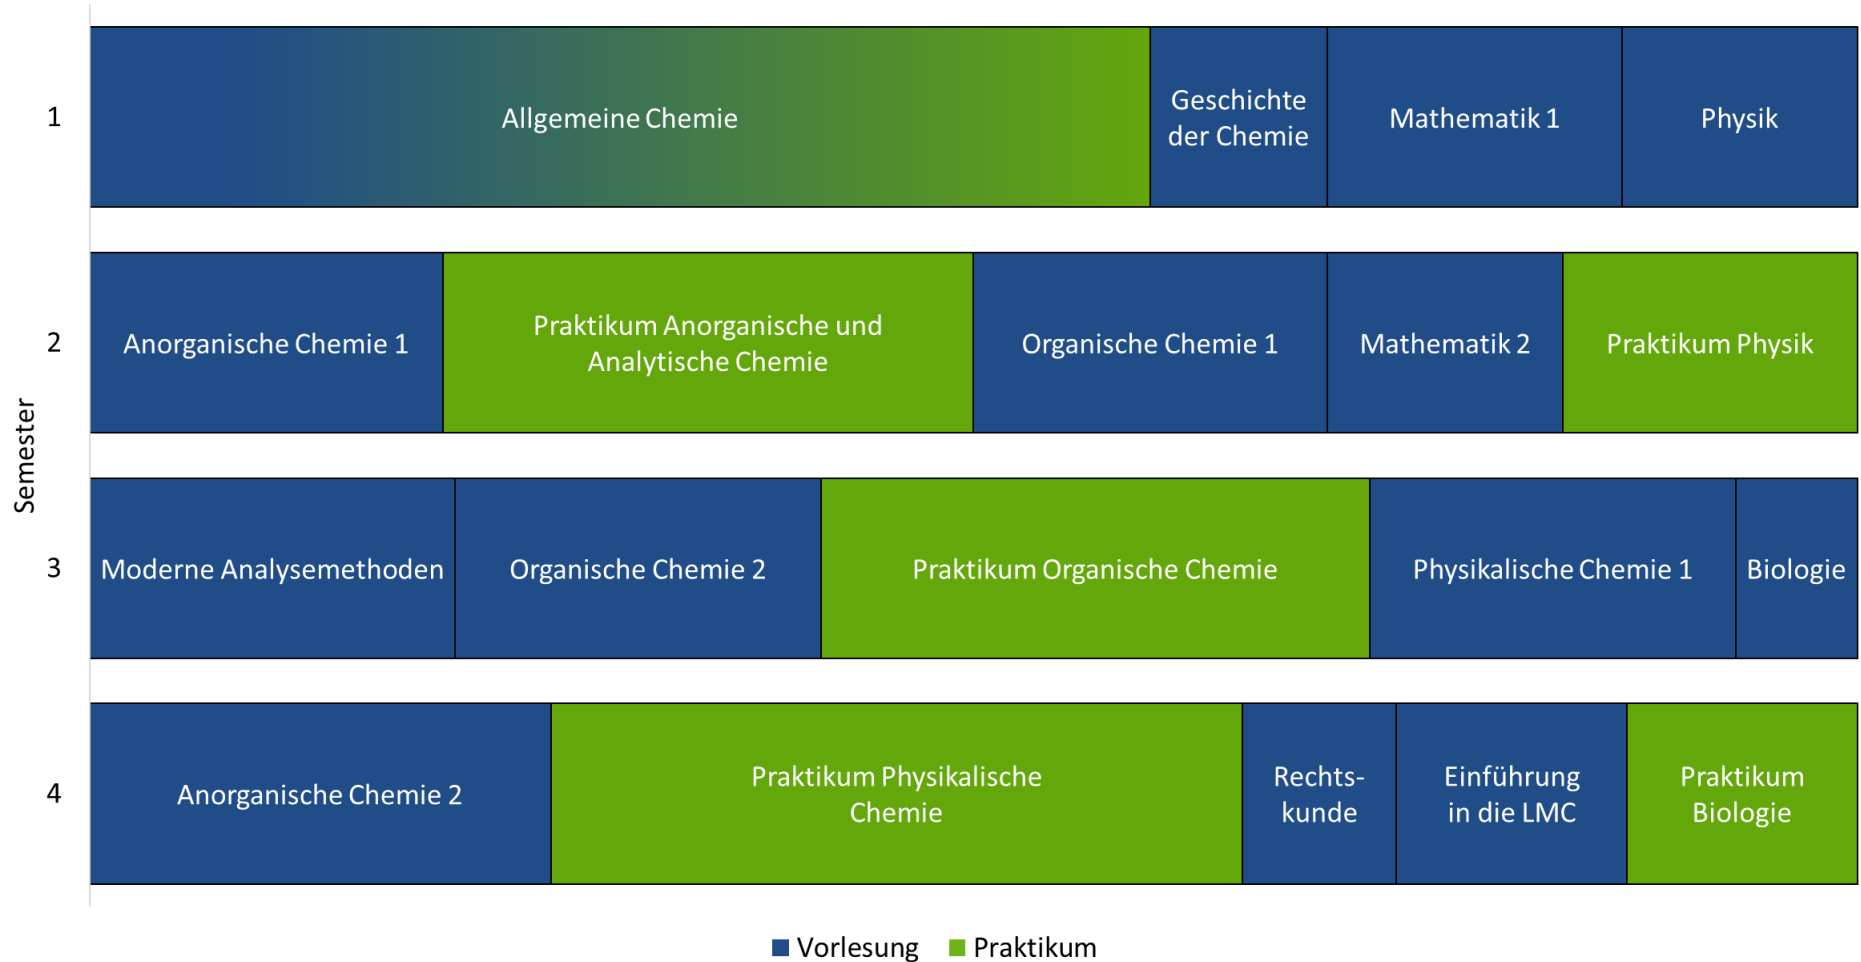 1
Allgemeine Chemie
Geschichte
der Chemie
Mathematik 1
Physik
2
Anorganische Chemie 1
Praktikum Anorganische und
Analytische Chemie
Organische Chemie 1
Mathematik 2
Praktikum Physik
Semester
3
Moderne Analysemethoden
Organische Chemie 2
Praktikum Organische Chemie
Physikalische Chemie 1
Biologie
4
Anorganische Chemie 2
Praktikum Physikalische
Chemie
Rechts-
kunde
Einführung
in die LMC
Praktikum
Biologie
Vorlesung
Praktikum